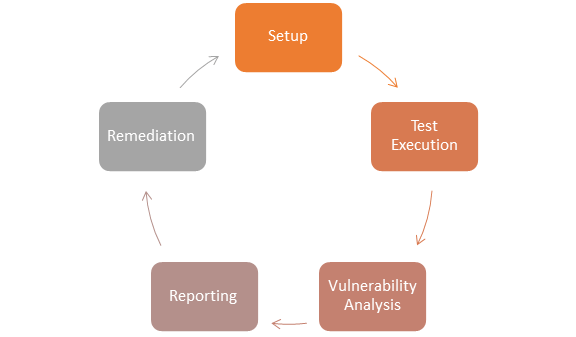 Setup
Test
Execution
Vulnerability
Analysis
Reporting
Remediation